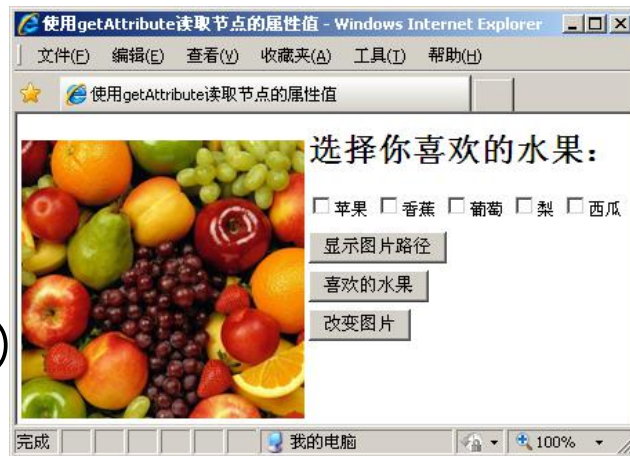 使用getAttribute读取节点的属性值 - Windows Internet Explorer
文件(F) 编辑(E) 查看(V) 收藏夹(A) 工具(T) 帮助(H)
使用getAttribute读取节点的属性值
选择你喜欢的水果：
苹果 香蕉 葡萄 梨 西瓜
显示图片路径
喜欢的水果
改变图片
)
完成 我的电脑 100%